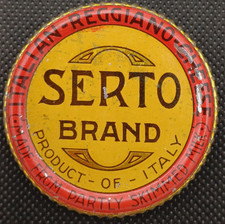 ITALIAN-REGGIANO-CHEESE
SERTO
BRAND
PRODUCT-OF-ITALY
(MADE FROM PARTLY SKIMMED MILK)